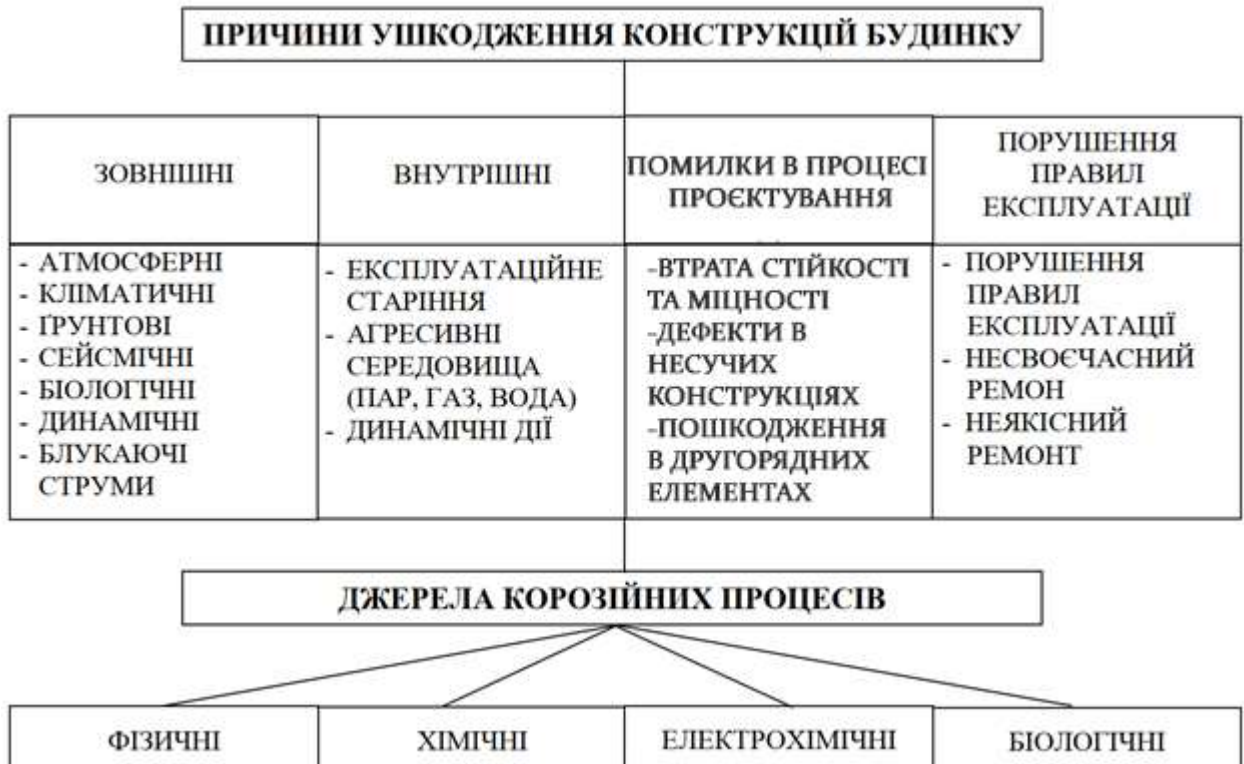 ПРИЧИНИ УШКОДЖЕННЯ КОНСТРУКЦІЙ БУДИНКУ
ЗОВНІШНІ
ВНУТРІШНІ
ПОМИЛКИ В ПРОЦЕСІ
ПРОЄКТУВАННЯ
ПОРУШЕННЯ
ПРАВИЛ
ЕКСПЛУАТАЦІЇ
- АТМОСФЕРНІ
- КЛІМАТИЧНІ
- ҐРУНТОВІ
- СЕЙСМІЧНІ
- БІОЛОГІЧНІ
- ДИНАМІЧНІ
- БЛУКАЮЧІ
СТРУМИ
- ЕКСПЛУАТАЦІЙНЕ
СТАРІННЯ
- АГРЕСИВНІ
СЕРЕДОВИЩА
(ПАР, ГАЗ, ВОДА)
- ДИНАМІЧНІ ДІЇ
-ВТРАТА СТІЙКОСТІ
ТА МІЦНОСТІ
-ДЕФЕКТИ В
НЕСУЧИХ
КОНСТРУКЦІЯХ
-ПОШКОДЖЕННЯ
В ДРУГОРЯДНИХ
ЕЛЕМЕНТАХ
- ПОРУШЕННЯ
ПРАВИЛ
ЕКСПЛУАТАЦІЇ
- НЕСВОЄЧАСНИЙ
РЕМОН
- НЕЯКІСНИЙ
РЕМОНТ
ДЖЕРЕЛА КОРОЗІЙНИХ ПРОЦЕСІВ
ФІЗИЧНІ
ХІМІЧНІ
ЕЛЕКТРОХІМІЧНІ
БІОЛОГІЧНІ